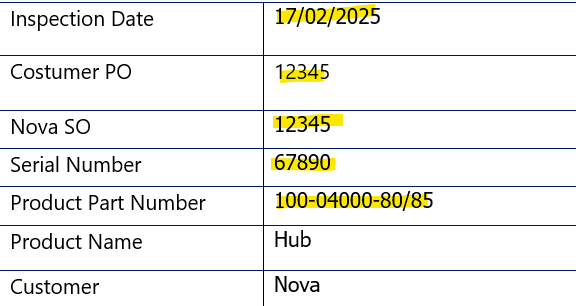 Inspection Date 17/02/2025
Costumer PO 12345
Nova SO 12345
Serial Number 67890
Product Part Number 100-04000-80/85
Product Name Hub
Customer Nova